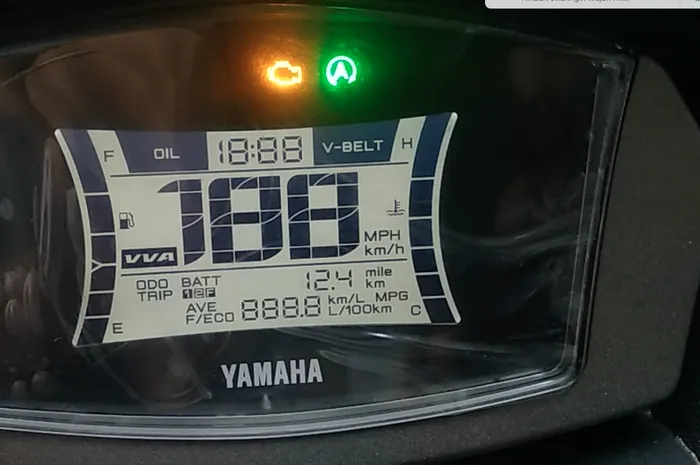 F OIL 18:88 V-BELT H
188
MPH
km/h
VVA
ODO BATT 12.4 mile
TRIP 12F km
AVE 888.8 km/L MPG
F/ECO L/100km
E C
YAMAHA